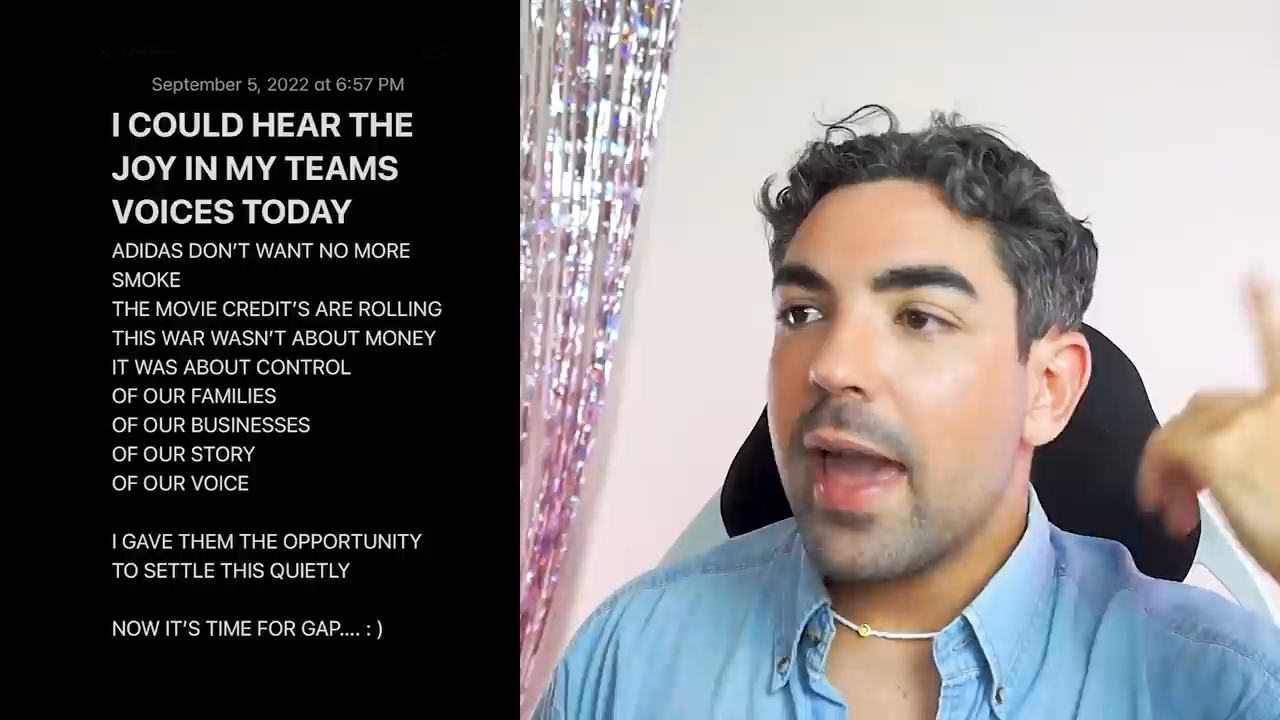 September 5, 2022 at 6:57 PM
I COULD HEAR THE
JOY IN MY TEAMS
VOICES TODAY
ADIDAS DON’T WANT NO MORE
SMOKE
THE MOVIE CREDIT’S ARE ROLLING
THIS WAR WASN’T ABOUT MONEY
IT WAS ABOUT CONTROL
OF OUR FAMILIES
OF OUR BUSINESSES
OF OUR STORY
OF OUR VOICE
I GAVE THEM THE OPPORTUNITY
TO SETTLE THIS QUIETLY
NOW IT’S TIME FOR GAP.... : )